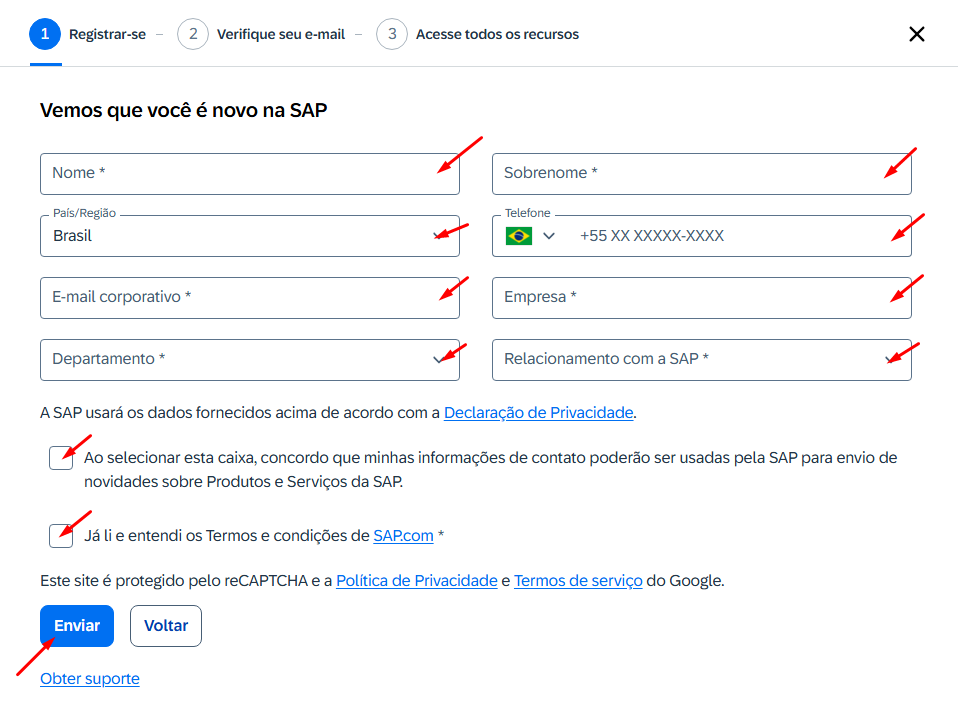 1 Registrar-se – 2 Verifique seu e-mail – 3 Acesse todos os recursos
Vemos que você é novo na SAP
Nome * Sobrenome *
País/Região Telefone
Brasil +55 XX XXXXX-XXXX
E-mail corporativo * Empresa *
Departamento * Relacionamento com a SAP *
A SAP usará os dados fornecidos acima de acordo com a Declaração de Privacidade.
Ao selecionar esta caixa, concordo que minhas informações de contato poderão ser usadas pela SAP para envio de
novidades sobre Produtos e Serviços da SAP.
Já li e entendi os Termos e condições de SAP.com *
Este site é protegido pelo reCAPTCHA e a Política de Privacidade e Termos de serviço do Google.
Enviar Voltar
Obter suporte